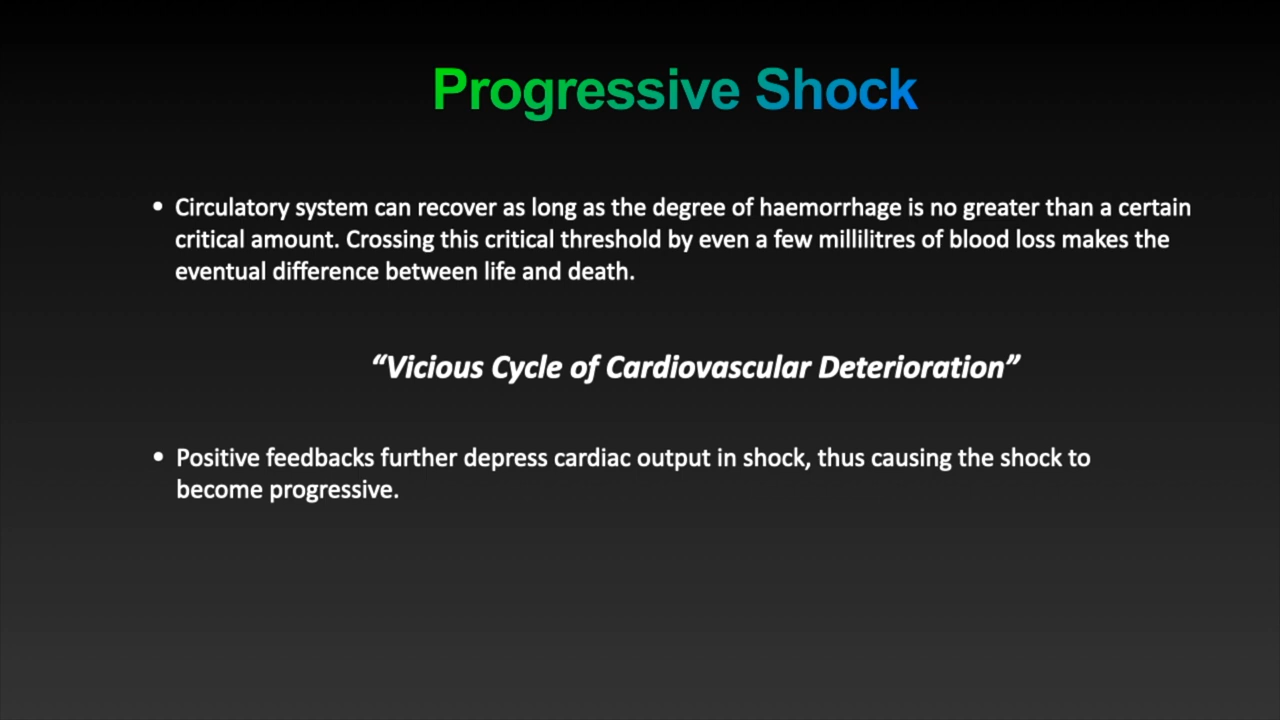 Progressive Shock
• Circulatory system can recover as long as the degree of haemorrhage is no greater than a certain
critical amount. Crossing this critical threshold by even a few millilitres of blood loss makes the
eventual difference between life and death.
“Vicious Cycle of Cardiovascular Deterioration”
• Positive feedbacks further depress cardiac output in shock, thus causing the shock to
become progressive.